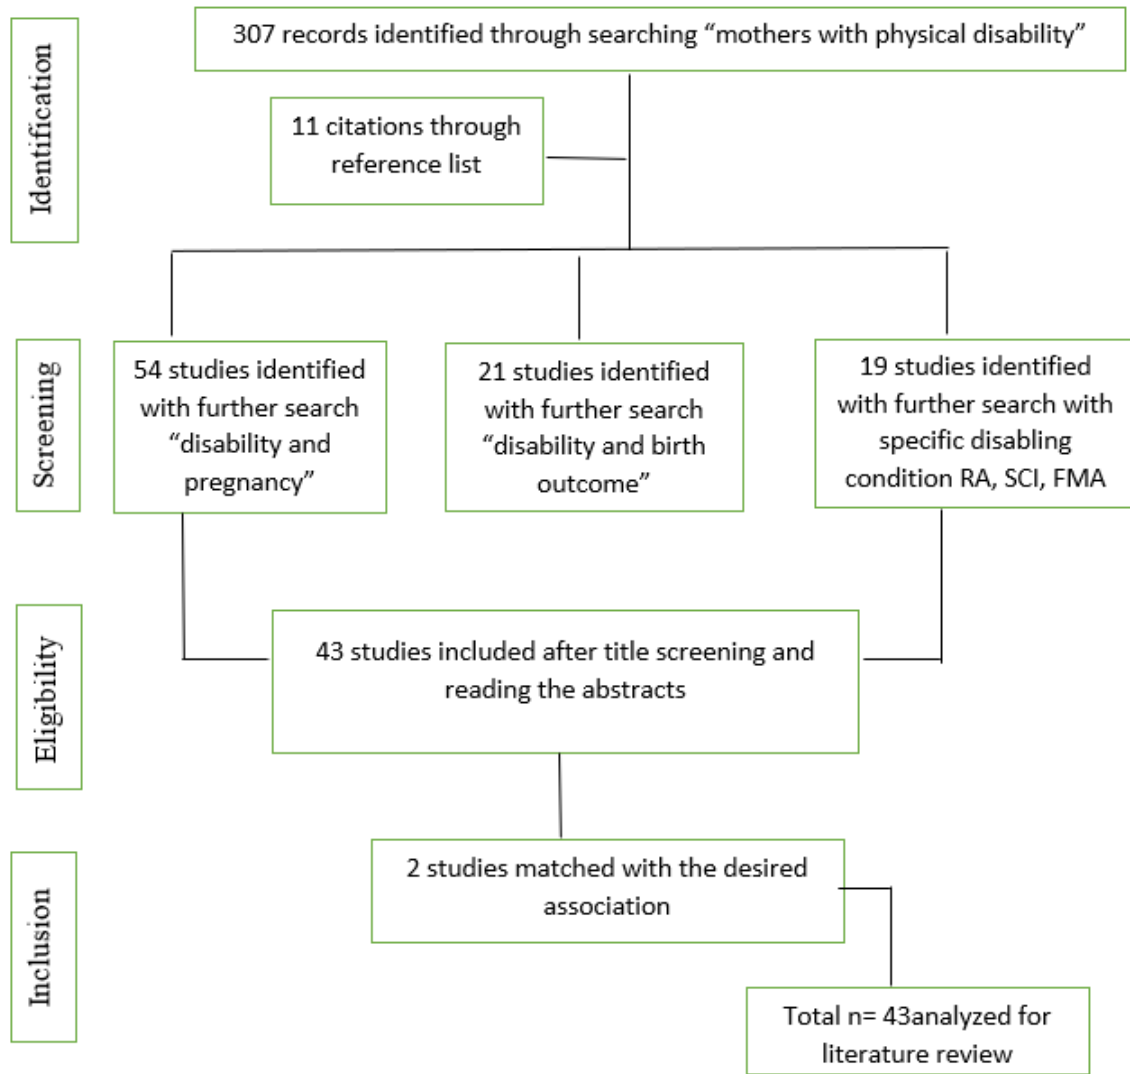 Identification
307 records identified through searching “mothers with physical disability”
11 citations through
reference list
Screening
54 studies identified
with further search
“disability and
pregnancy”
21 studies identified
with further search
“disability and birth
outcome”
19 studies identified
with further search with
specific disabling
condition RA, SCI, FMA
Eligibility
43 studies included after title screening and
reading the abstracts
Inclusion
2 studies matched with the desired
association
Total n= 43analyzed for
literature review